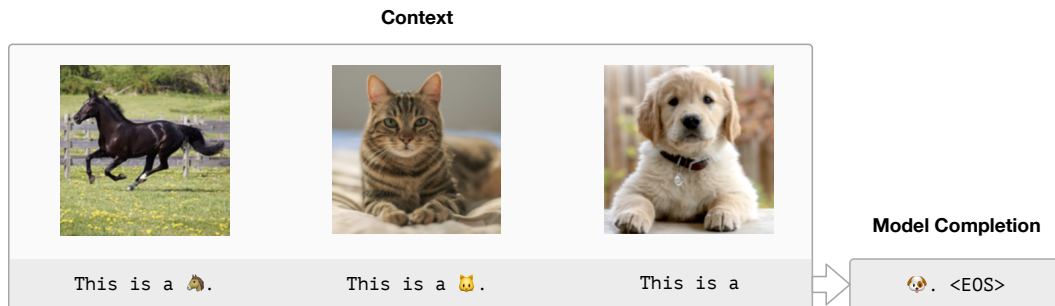 Context
This is a 🐴.
This is a 🐱.
This is a
Model Completion
🐶. <EOS>